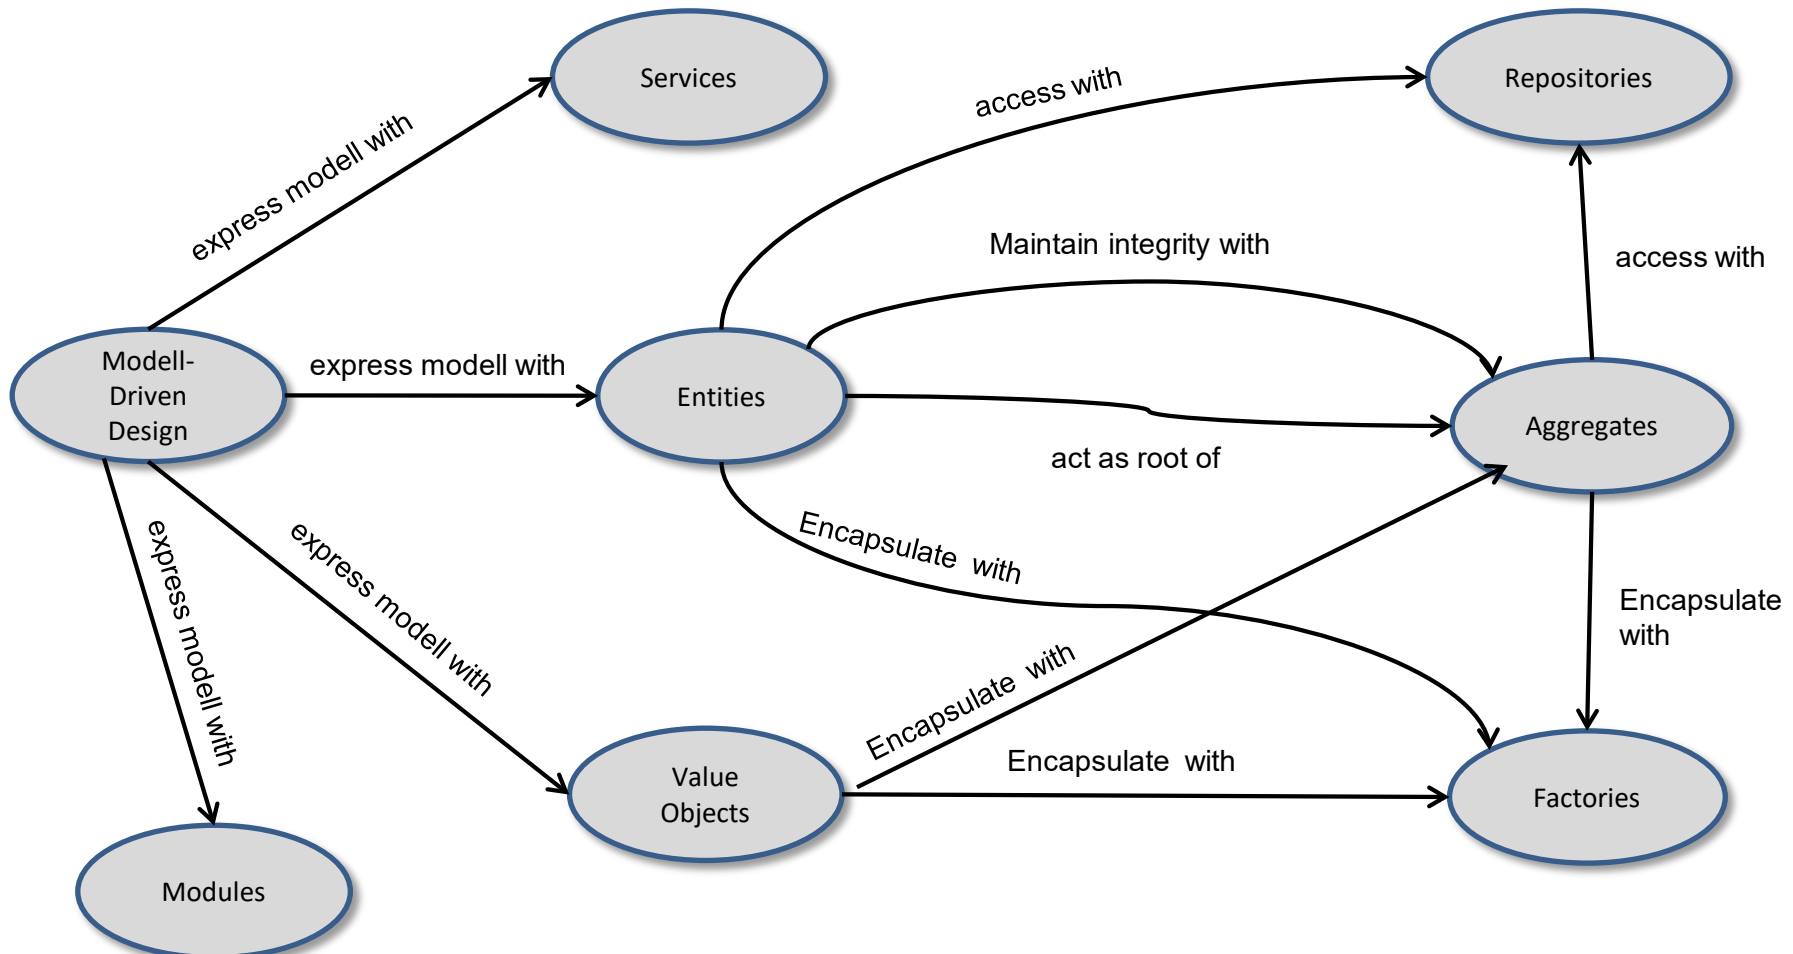 Services
Repositories
access with
express modell with
Maintain integrity with
access with
Modell-
Driven
Design
express modell with
Entities
Aggregates
act as root of
Encapsulate with
express modell with
express modell with
Encapsulate
with
Encapsulate with
Encapsulate with
Value
Objects
Factories
Modules